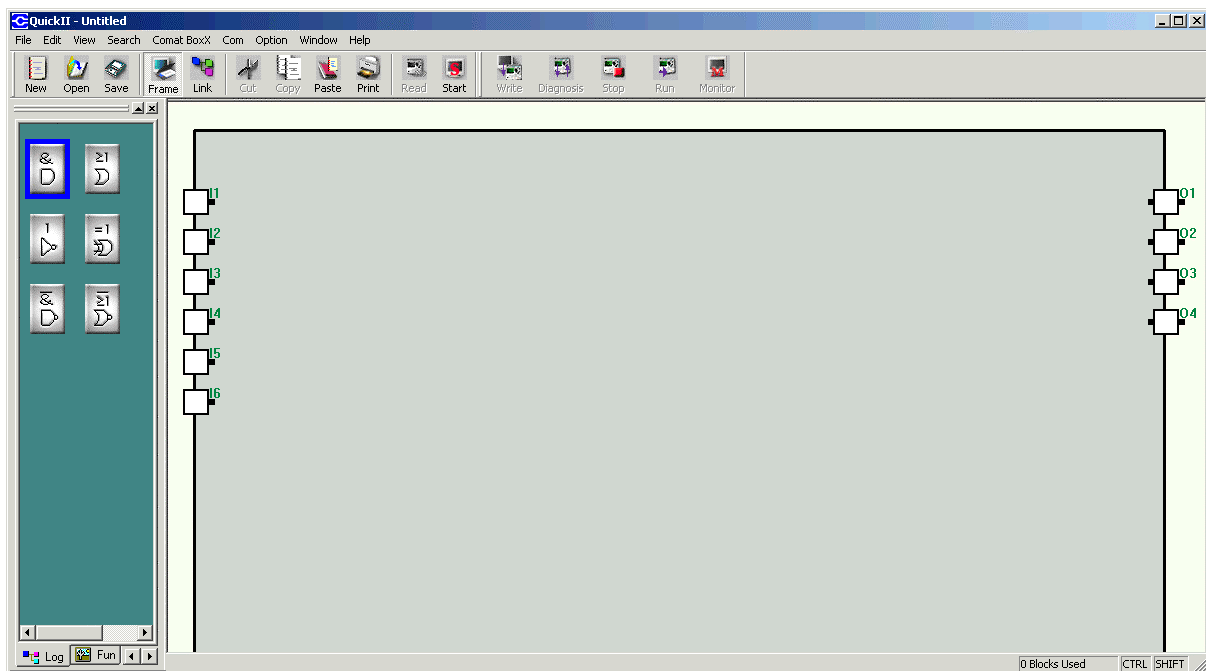 QuickII - Untitled
File Edit View Search Comat BoxX Com Option Window Help
New Open Save Frame Link Cut Copy Paste Print Read Start Write Diagnosis Stop Run Monitor
& ≥1
1 =1
& ≥1
I1 O1
I2 O2
I3 O3
I4 O4
I5
I6
Log Fun
0 Blocks Used CTRL SHIFT